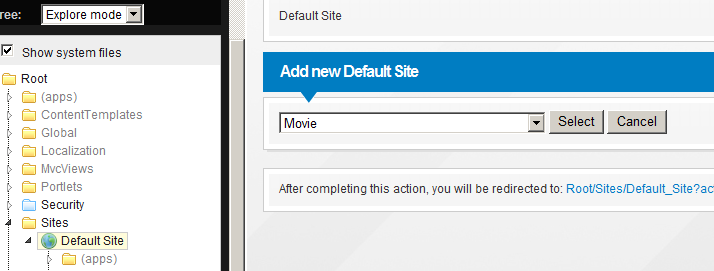 ree: Explore mode
Show system files
Root
(apps)
ContentTemplates
Global
Localization
MvcViews
Portlets
Security
Sites
Default Site
(apps)
Default Site
Add new Default Site
Movie Select Cancel
After completing this action, you will be redirected to: Root/Sites/Default_Site?ac